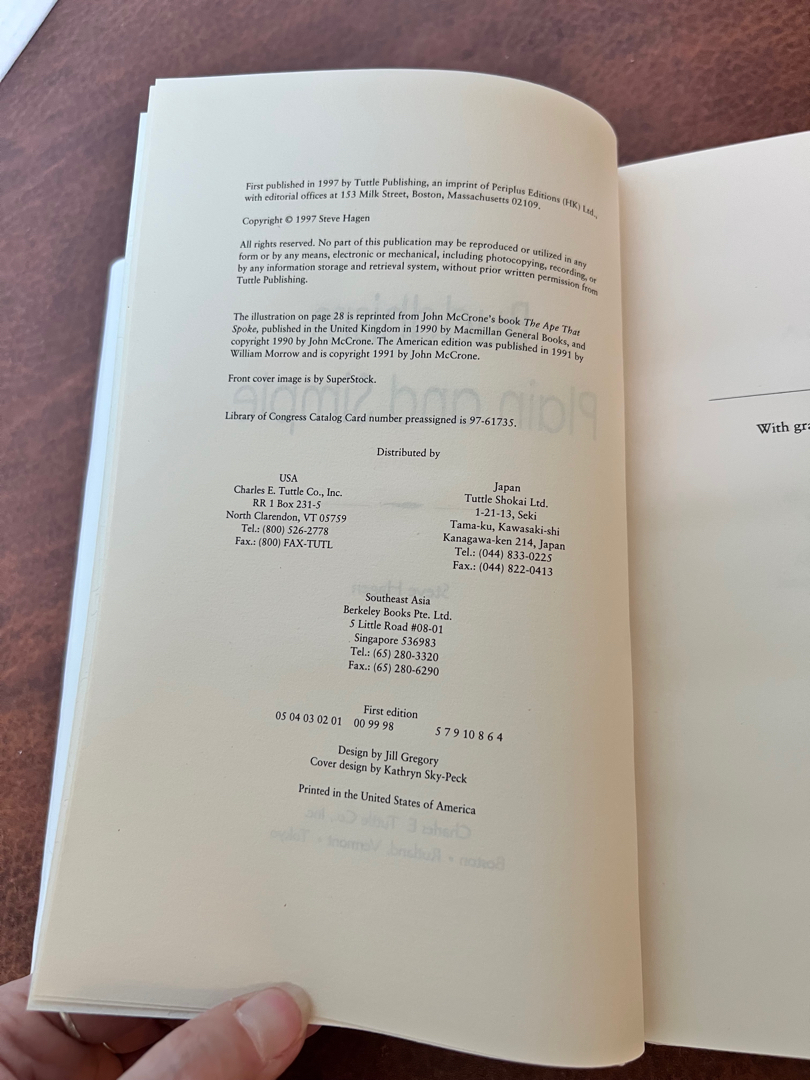 First published in 1997 by Tuttle Publishing, an imprint of Periplus Editions (HK) Ltd.,
with editorial offices at 153 Milk Street, Boston, Massachusetts 02109.
Copyright © 1997 Steve Hagen
All rights reserved. No part of this publication may be reproduced or utilized in any
form or by any means, electronic or mechanical, including photocopying, recording, or
by any information storage and retrieval system, without prior written permission from
Tuttle Publishing.
The illustration on page 28 is reprinted from John McCrone's book The Ape That
Spoke, published in the United Kingdom in 1990 by Macmillan General Books, and
copyright 1990 by John McCrone. The American edition was published in 1991 by
William Morrow and is copyright 1991 by John McCrone.
Front cover image is by SuperStock.
Library of Congress Catalog Card number preassigned is 97-61735.
Distributed by
USA
Charles E. Tuttle Co., Inc.
RR 1 Box 231-5
North Clarendon, VT 05759
Tel.: (800) 526-2778
Fax.: (800) FAX-TUTL
Japan
Tuttle Shokai Ltd.
1-21-13, Seki
Tama-ku, Kawasaki-shi
Kanagawa-ken 214, Japan
Tel.: (044) 833-0225
Fax.: (044) 822-0413
Southeast Asia
Berkeley Books Pte. Ltd.
5 Little Road #08-01
Singapore 536983
Tel.: (65) 280-3320
Fax.: (65) 280-6290
First edition
05 04 03 02 01 00 99 98 5 7 9 10 8 6 4
Design by Jill Gregory
Cover design by Kathryn Sky-Peck
Printed in the United States of America
With